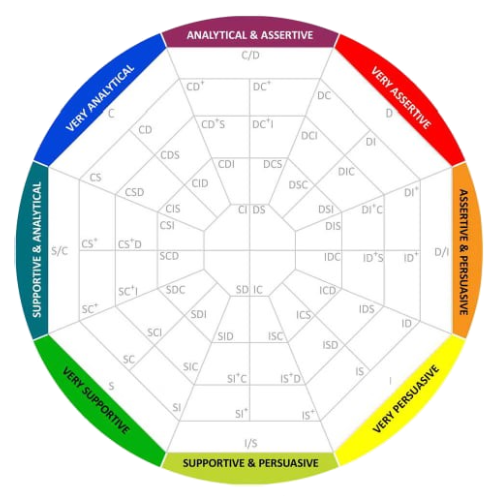 ANALYTICAL & ASSERTIVE
C/D
VERY ANALYTICAL
VERY ASSERTIVE
CD⁺ DC⁺
C
DC
D
CD
CD⁺S DC⁺I
DCI
DI
CDS
CDI DCS
DIC
CS
CSD
CID
DSC
DI⁺
SUPPORTIVE & ANALYTICAL
ASSERTIVE & PERSUASIVE
CIS
CI DS
DSI
DI⁺C
CSI
DIS
S/C
CS⁺
CS⁺D
SCD
IDC
ID⁺S
ID⁺
D/I
SC⁺
SC⁺I
SDC
SD IC
ICD
SDI
ICS
IDS
ID
SCI
SID
ISC
ISD
SC
SIC
IS
S
SI⁺C
IS⁺D
I
SI
SI⁺
IS⁺
VERY SUPPORTIVE
VERY PERSUASIVE
I/S
SUPPORTIVE & PERSUASIVE